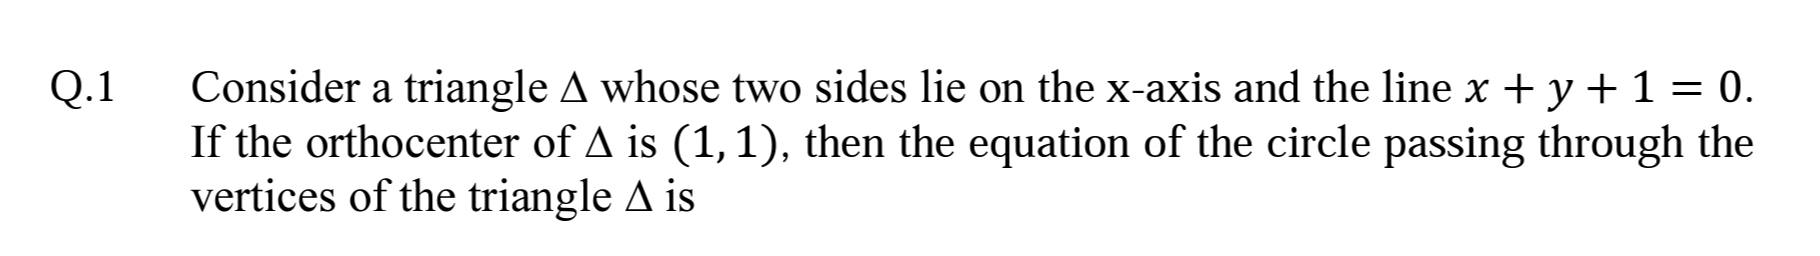 Q.1 Consider a triangle Δ whose two sides lie on the x-axis and the line x + y + 1 = 0.
If the orthocenter of Δ is (1, 1), then the equation of the circle passing through the
vertices of the triangle Δ is